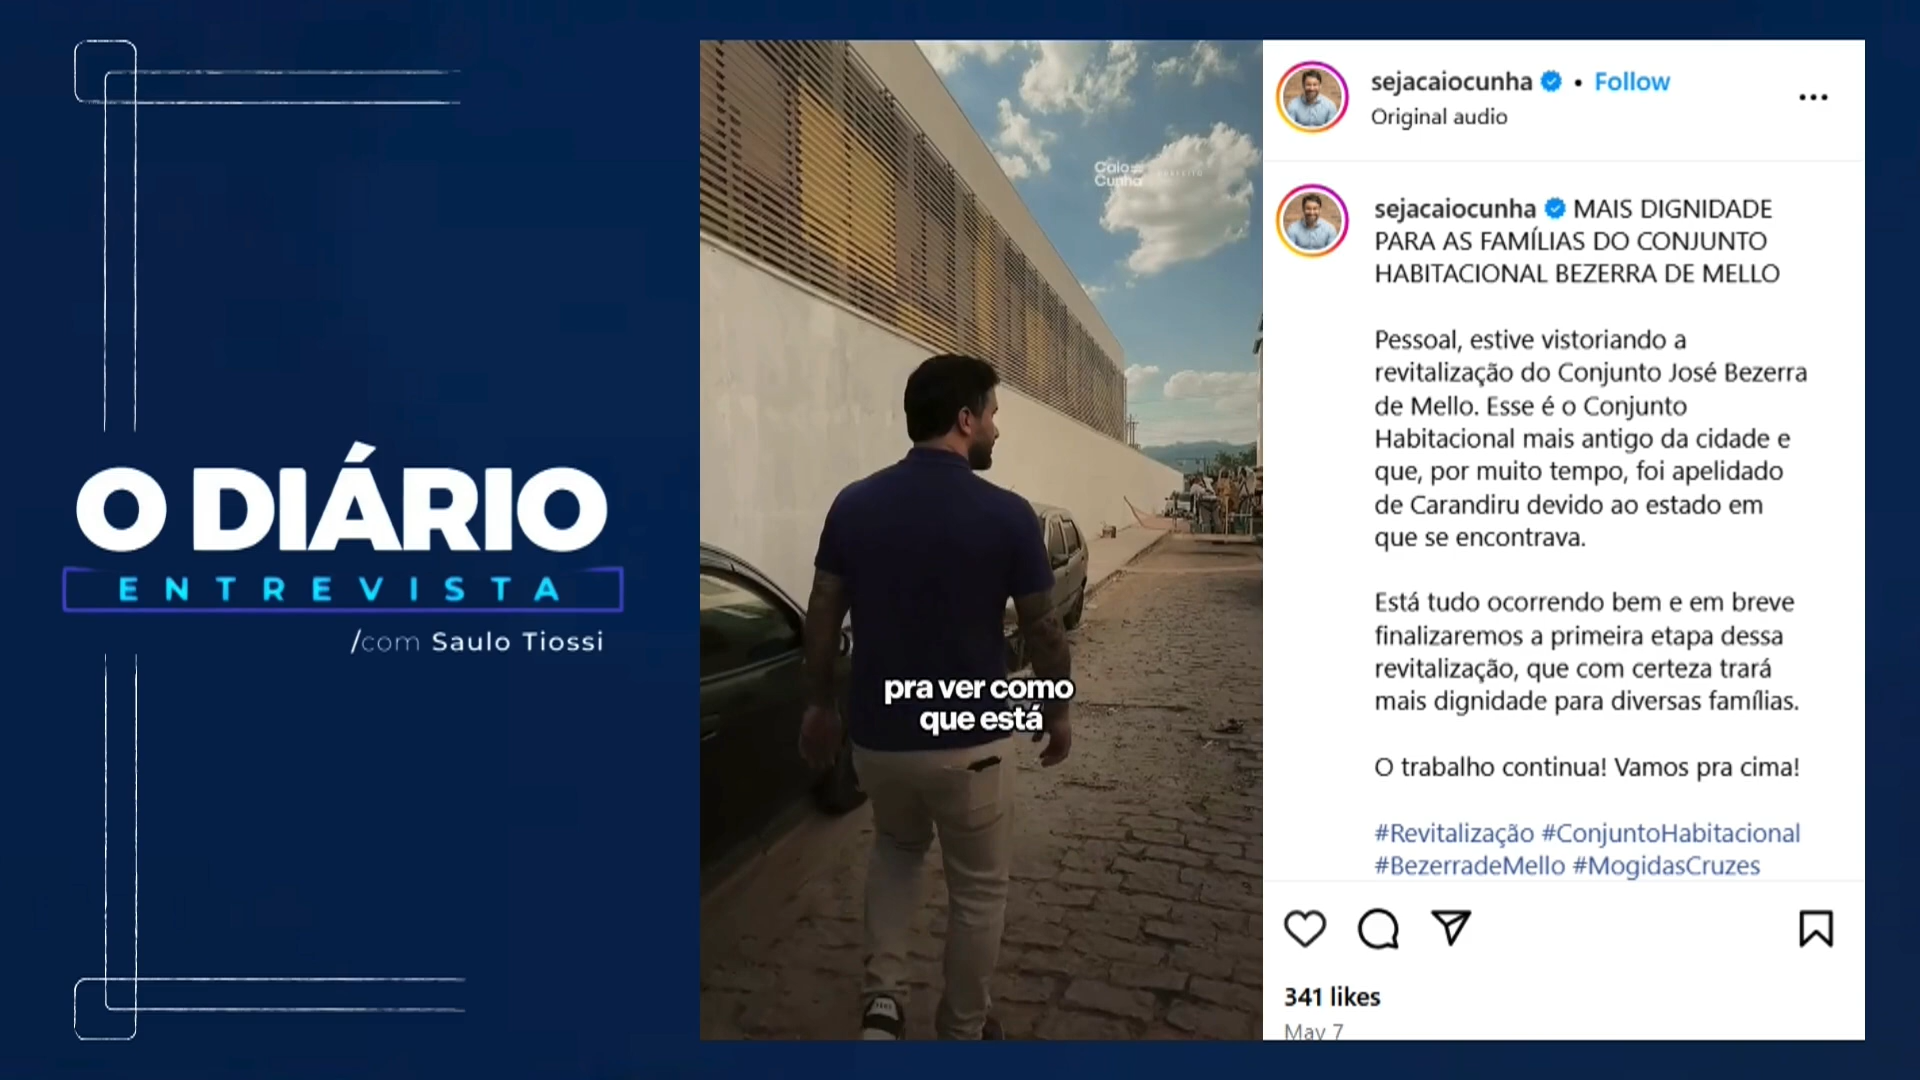 O DIÁRIO
ENTREVISTA
/com Saulo Tiossi
Caio
Cunha
PREFEITO
pra ver como
que está
sejacaiocunha • Follow
Original audio
sejacaiocunha MAIS DIGNIDADE
PARA AS FAMÍLIAS DO CONJUNTO
HABITACIONAL BEZERRA DE MELLO
Pessoal, estive vistoriando a
revitalização do Conjunto José Bezerra
de Mello. Esse é o Conjunto
Habitacional mais antigo da cidade e
que, por muito tempo, foi apelidado
de Carandiru devido ao estado em
que se encontrava.
Está tudo ocorrendo bem e em breve
finalizaremos a primeira etapa dessa
revitalização, que com certeza trará
mais dignidade para diversas famílias.
O trabalho continua! Vamos pra cima!
#Revitalização #ConjuntoHabitacional
#BezerradeMello #MogidasCruzes
341 likes
May 7